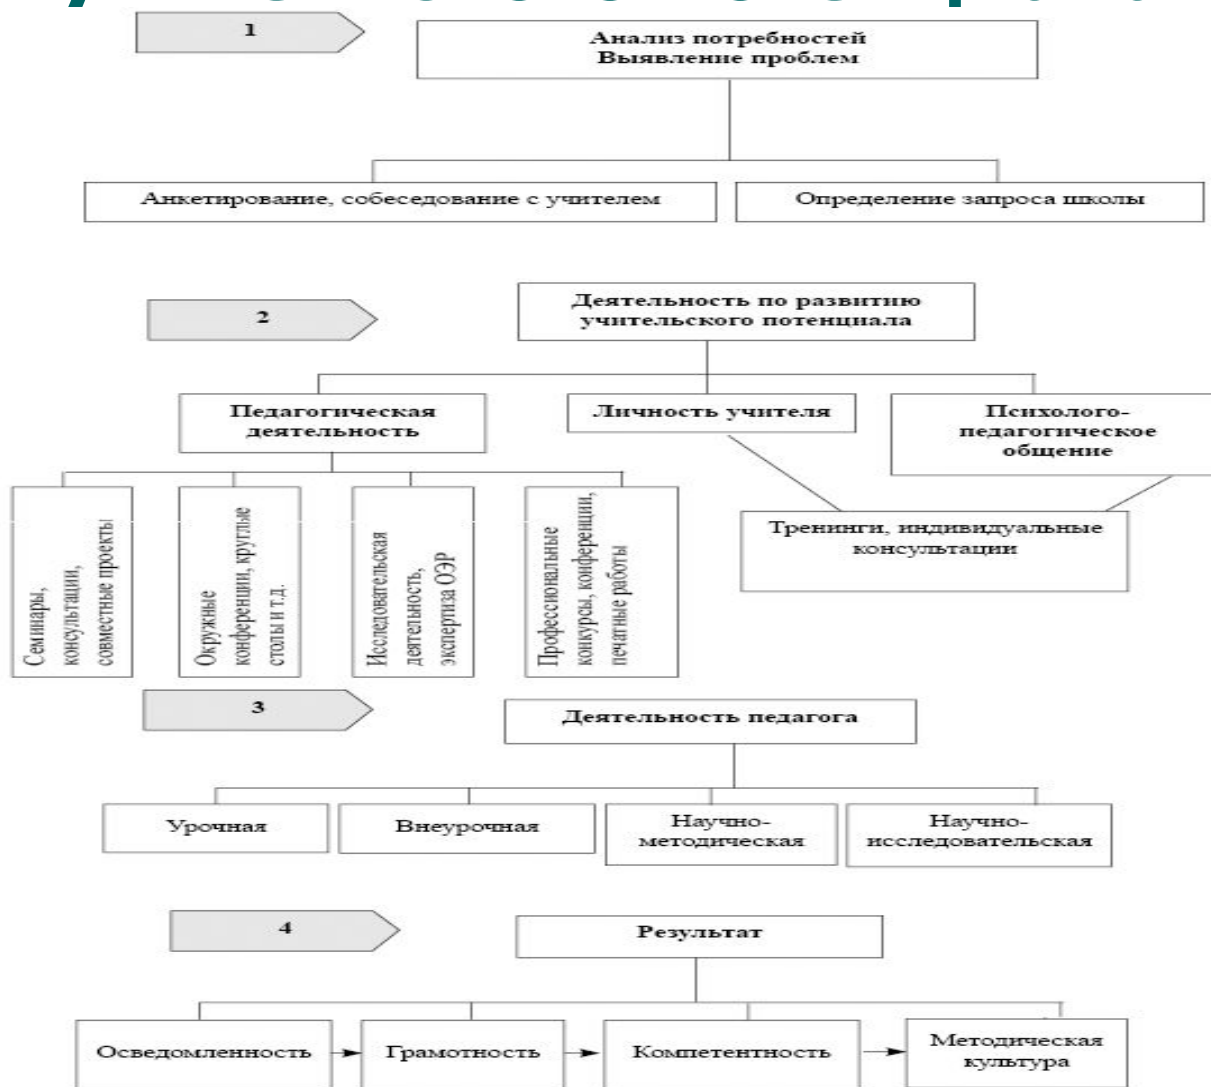 1
Анализ потребностей
Выявление проблем
Анкетирование, собеседование с учителем
Определение запроса школы
2
Деятельность по развитию
учительского потенциала
Педагогическая
деятельность
Личность учителя
Психолого-
педагогическое
общение
Семинары,
консультации,
совместные проекты
Окружные
конференции, круглые
столы и т.д.
Исследовательская
деятельность,
экспертиза ОЭР
Профессиональные
конкурсы, конференции,
печатные работы
Тренинги, индивидуальные
консультации
3
Деятельность педагога
Урочная
Внеурочная
Научно-
методическая
Научно-
исследовательская
4
Результат
Осведомленность
Грамотность
Компетентность
Методическая
культура